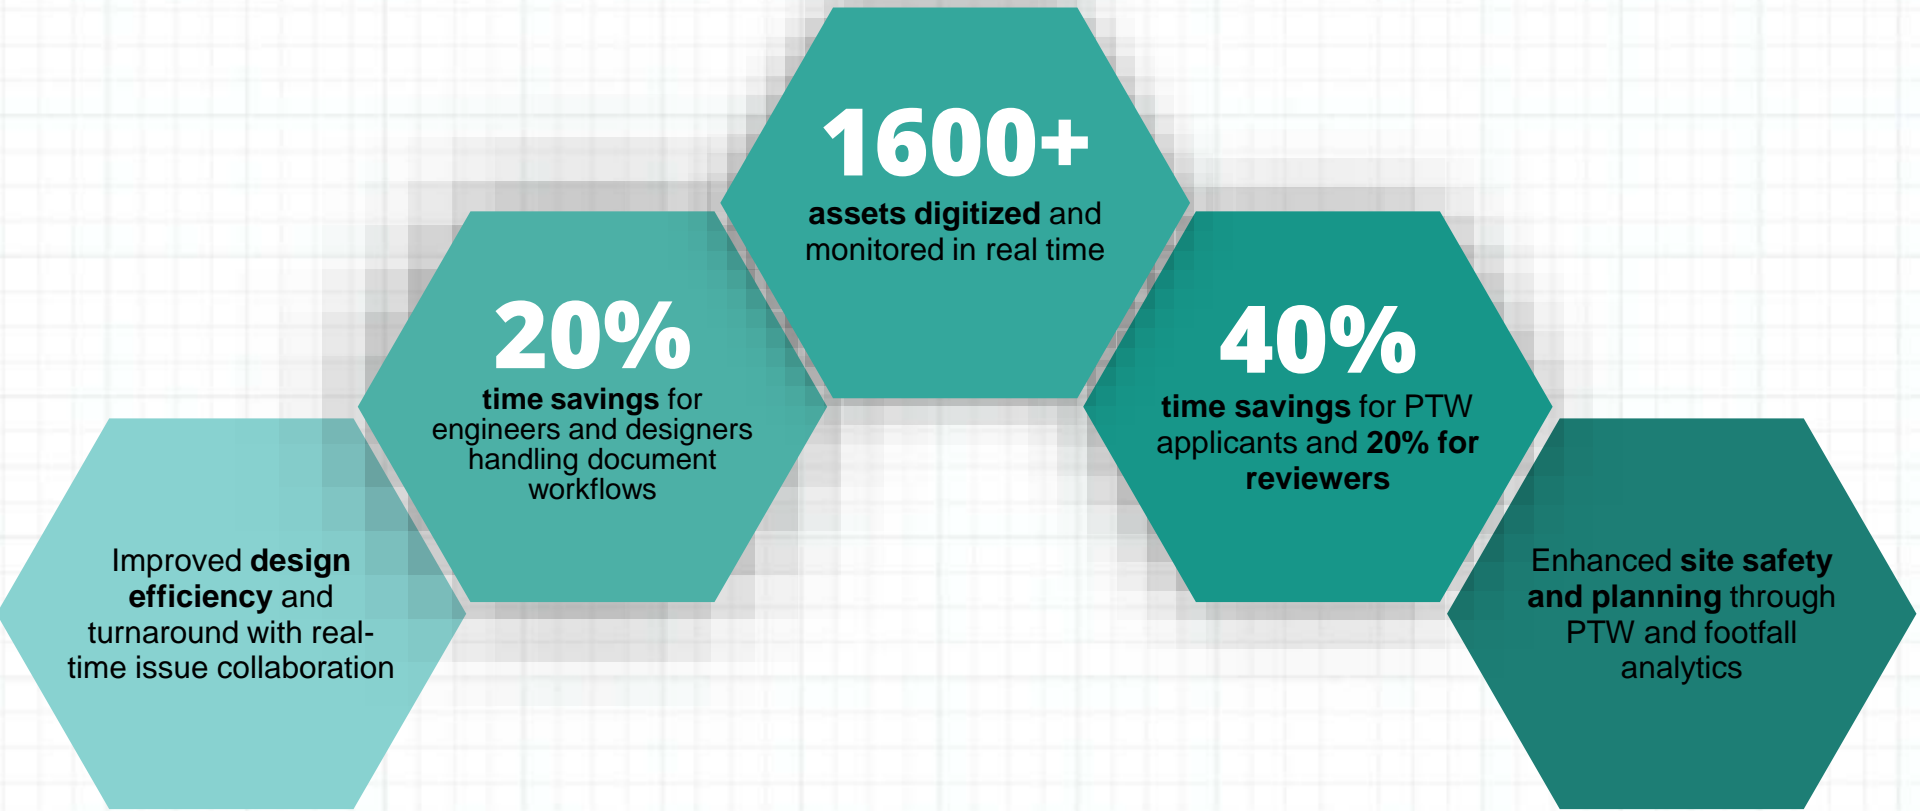 Improved design
efficiency and
turnaround with real-
time issue collaboration
20%
time savings for
engineers and designers
handling document
workflows
1600+
assets digitized and
monitored in real time
40%
time savings for PTW
applicants and 20% for
reviewers
Enhanced site safety
and planning through
PTW and footfall
analytics